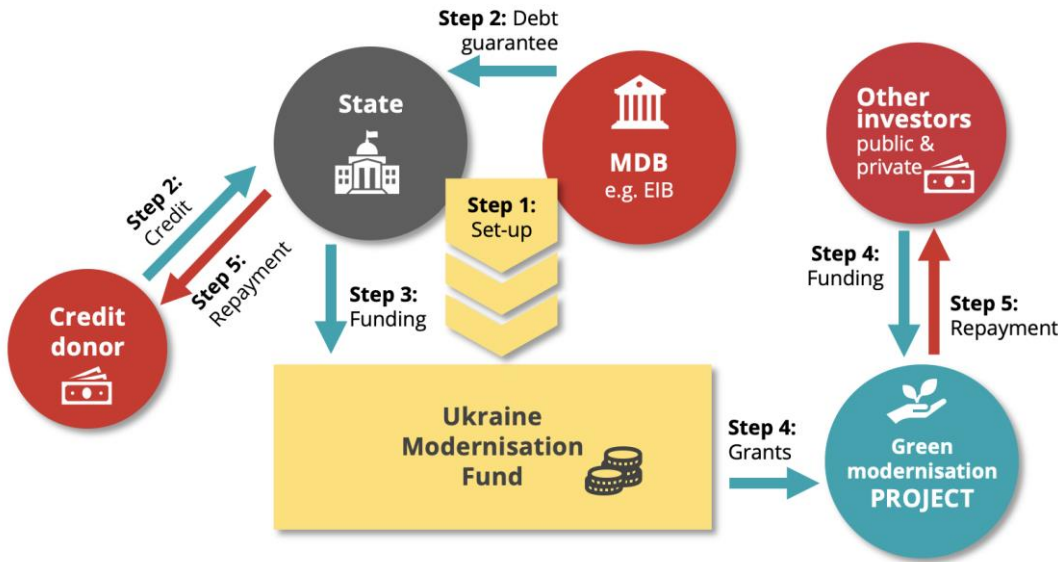 Step 2: Debt
guarantee
State
MDB
e.g. EIB
Other
investors
public &
private
Step 1:
Set-up
Step 2:
Credit
Step 5:
Repayment
Step 3:
Funding
Step 4:
Funding
Step 5:
Repayment
Credit
donor
Ukraine
Modernisation
Fund
Step 4:
Grants
Green
modernisation
PROJECT